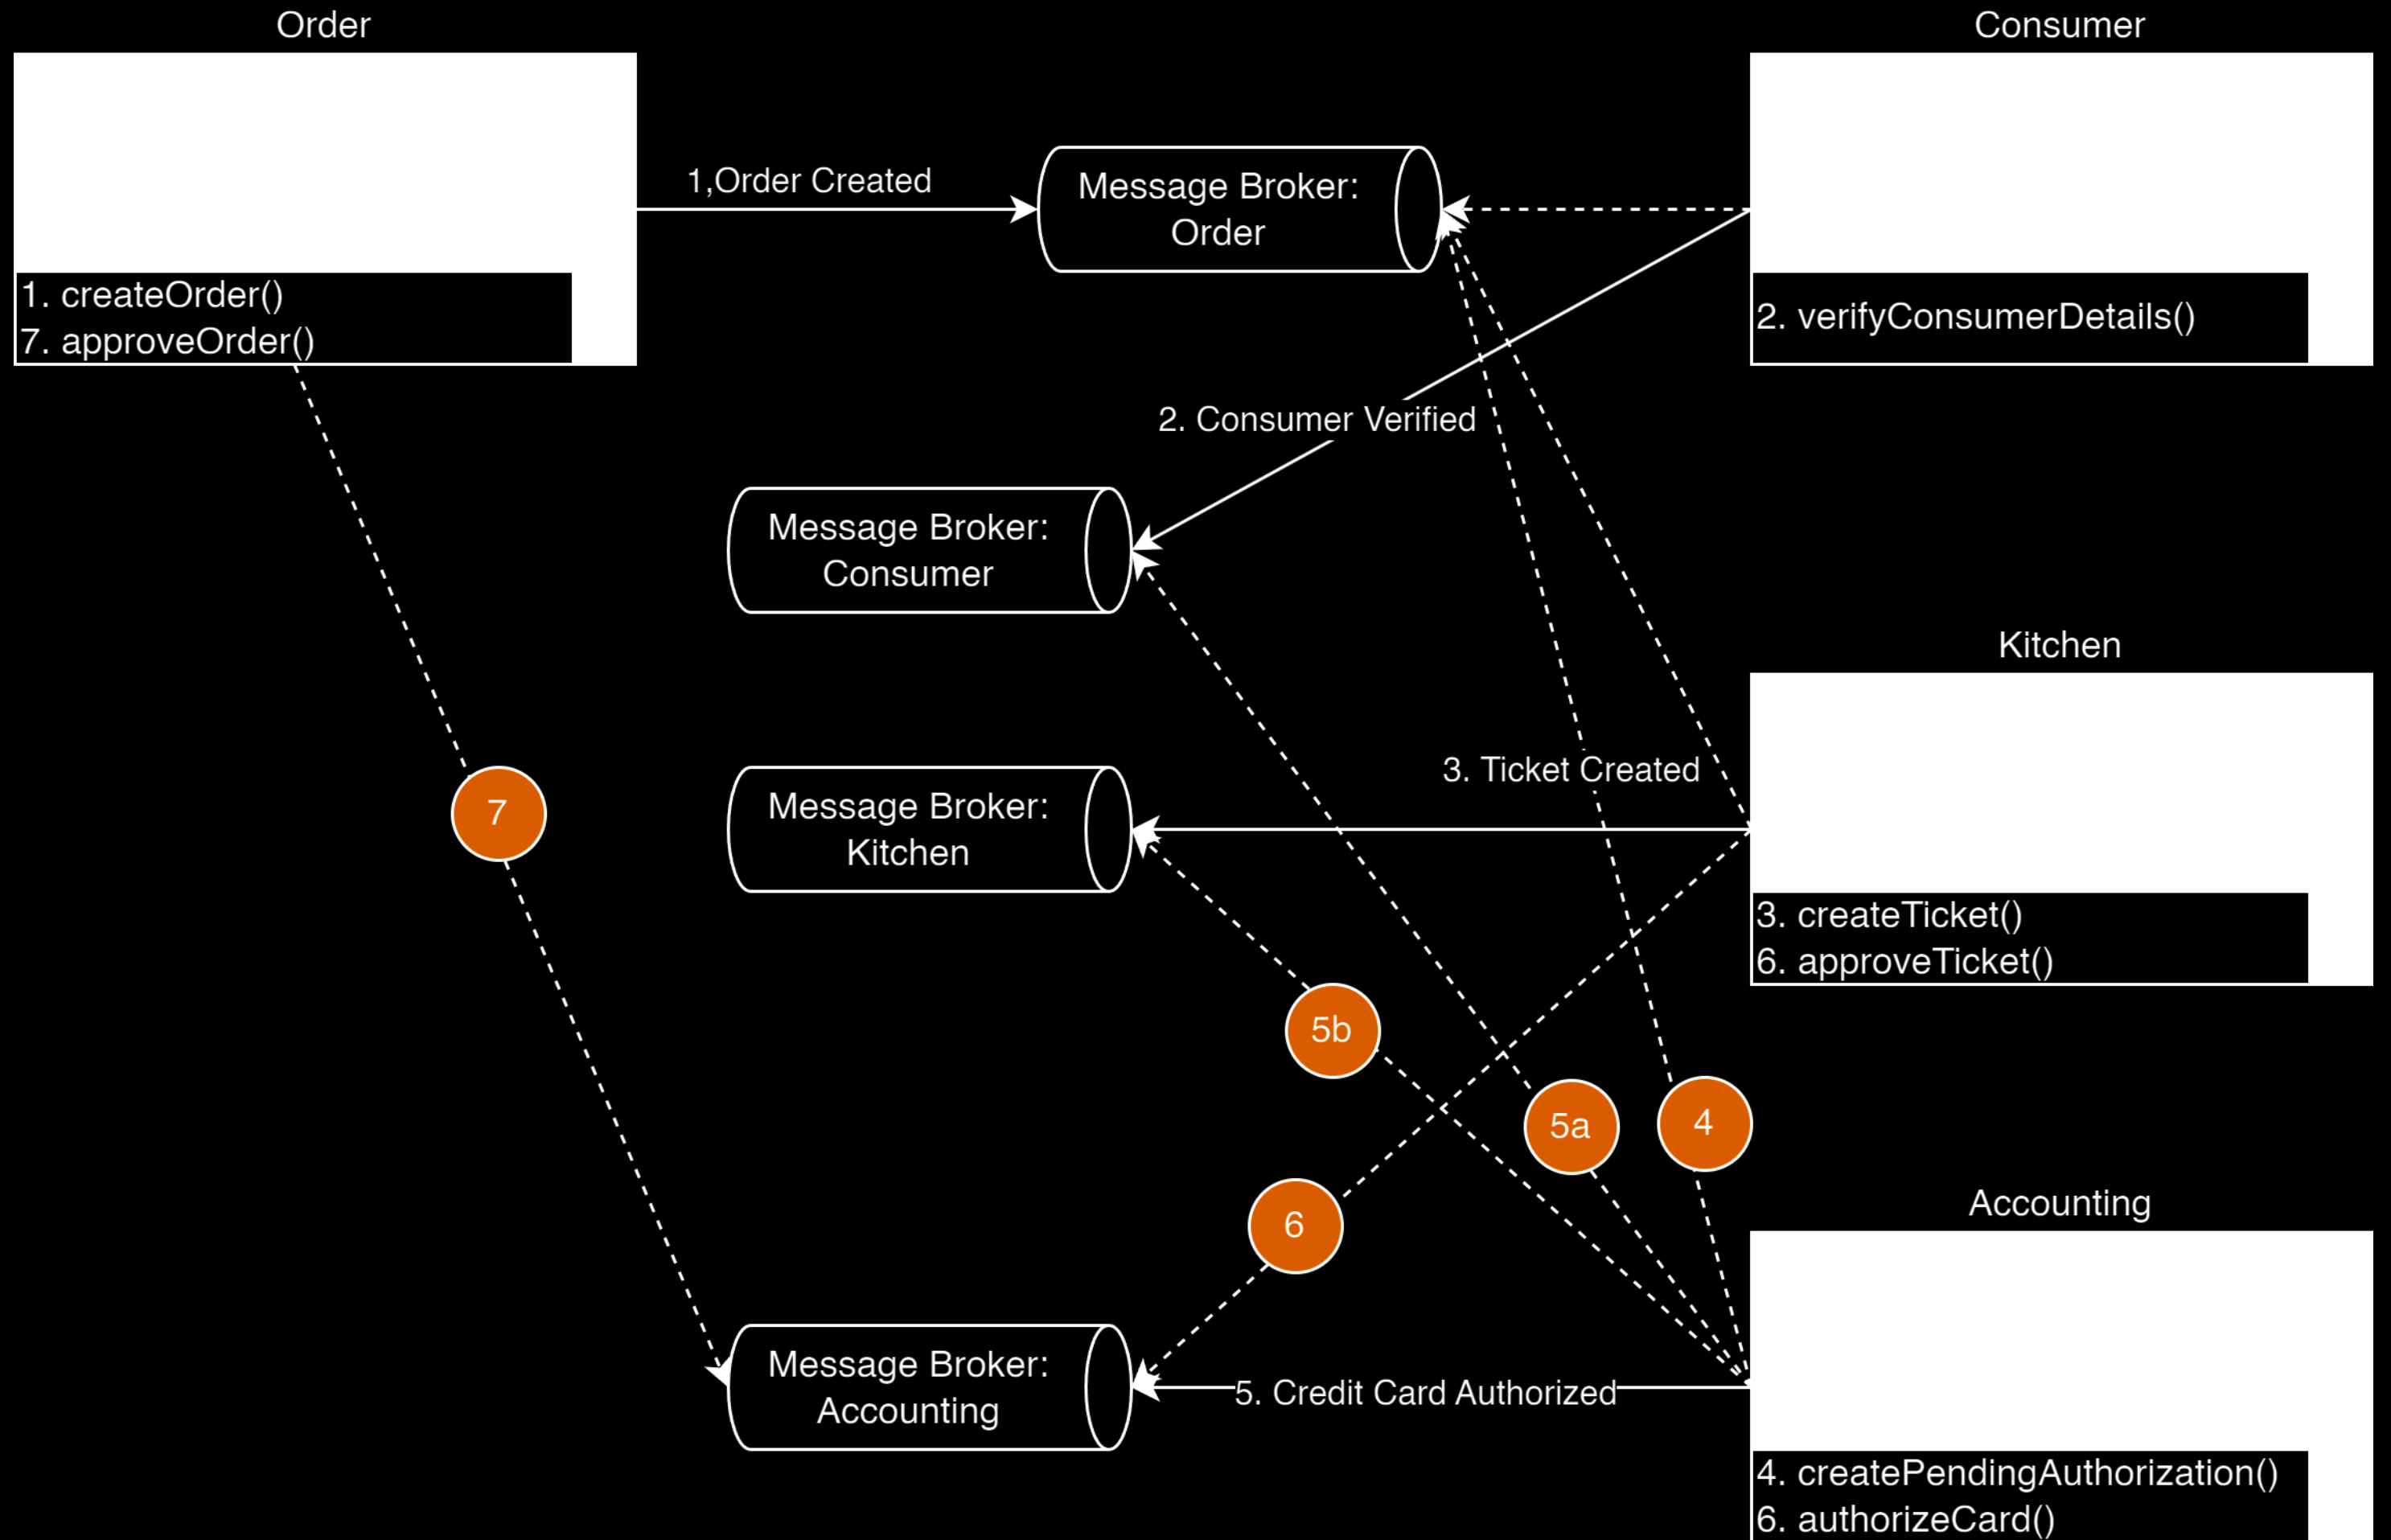 Order
Consumer
1,Order Created
Message Broker:
Order
1. createOrder()
7. approveOrder()
2. verifyConsumerDetails()
2. Consumer Verified
Message Broker:
Consumer
Kitchen
3. Ticket Created
7
Message Broker:
Kitchen
3. createTicket()
6. approveTicket()
5b
5a
4
Accounting
6
Message Broker:
Accounting
5. Credit Card Authorized
4. createPendingAuthorization()
6. authorizeCard()